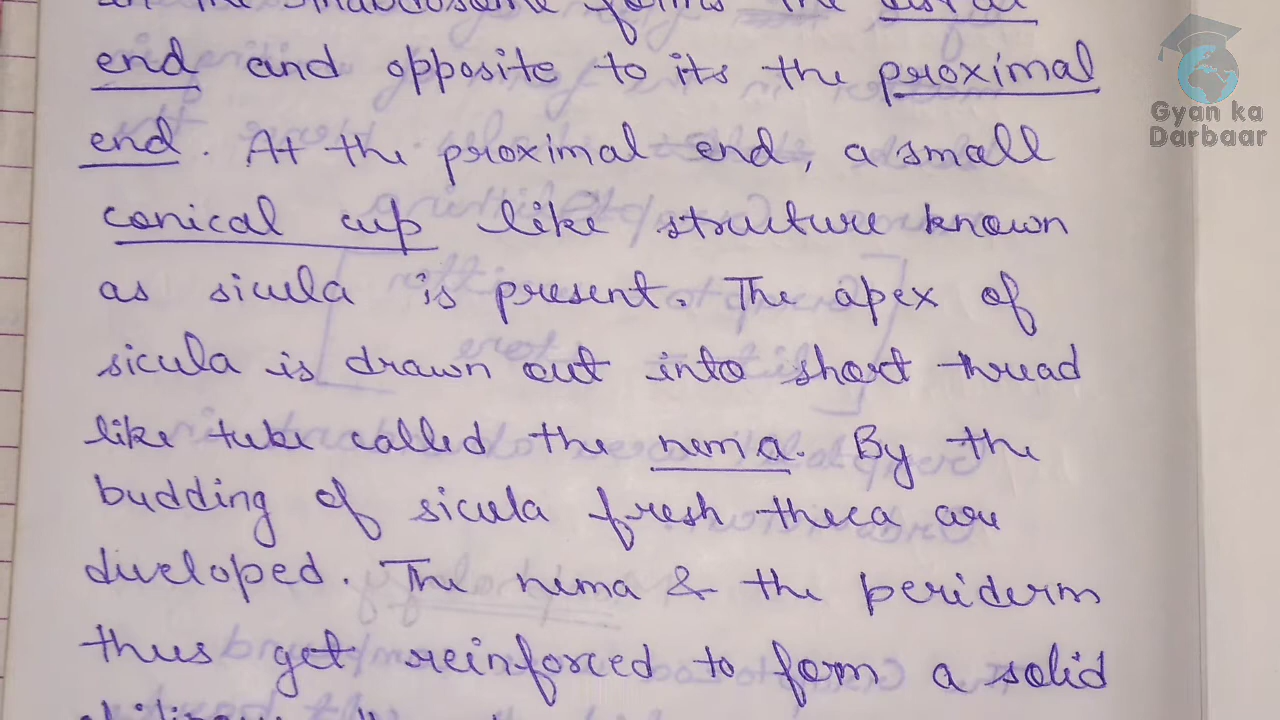 end and opposite to its the proximal
end. At the proximal end, a small
conical cup like struture known
as sicula is present. The apex of
sicula is drawn out into short thread
like tube called the nema. By the
budding of sicula fresh theca are
developed. The nema & the periderm
thus get reinforced to form a solid
Gyan ka
Darbaar